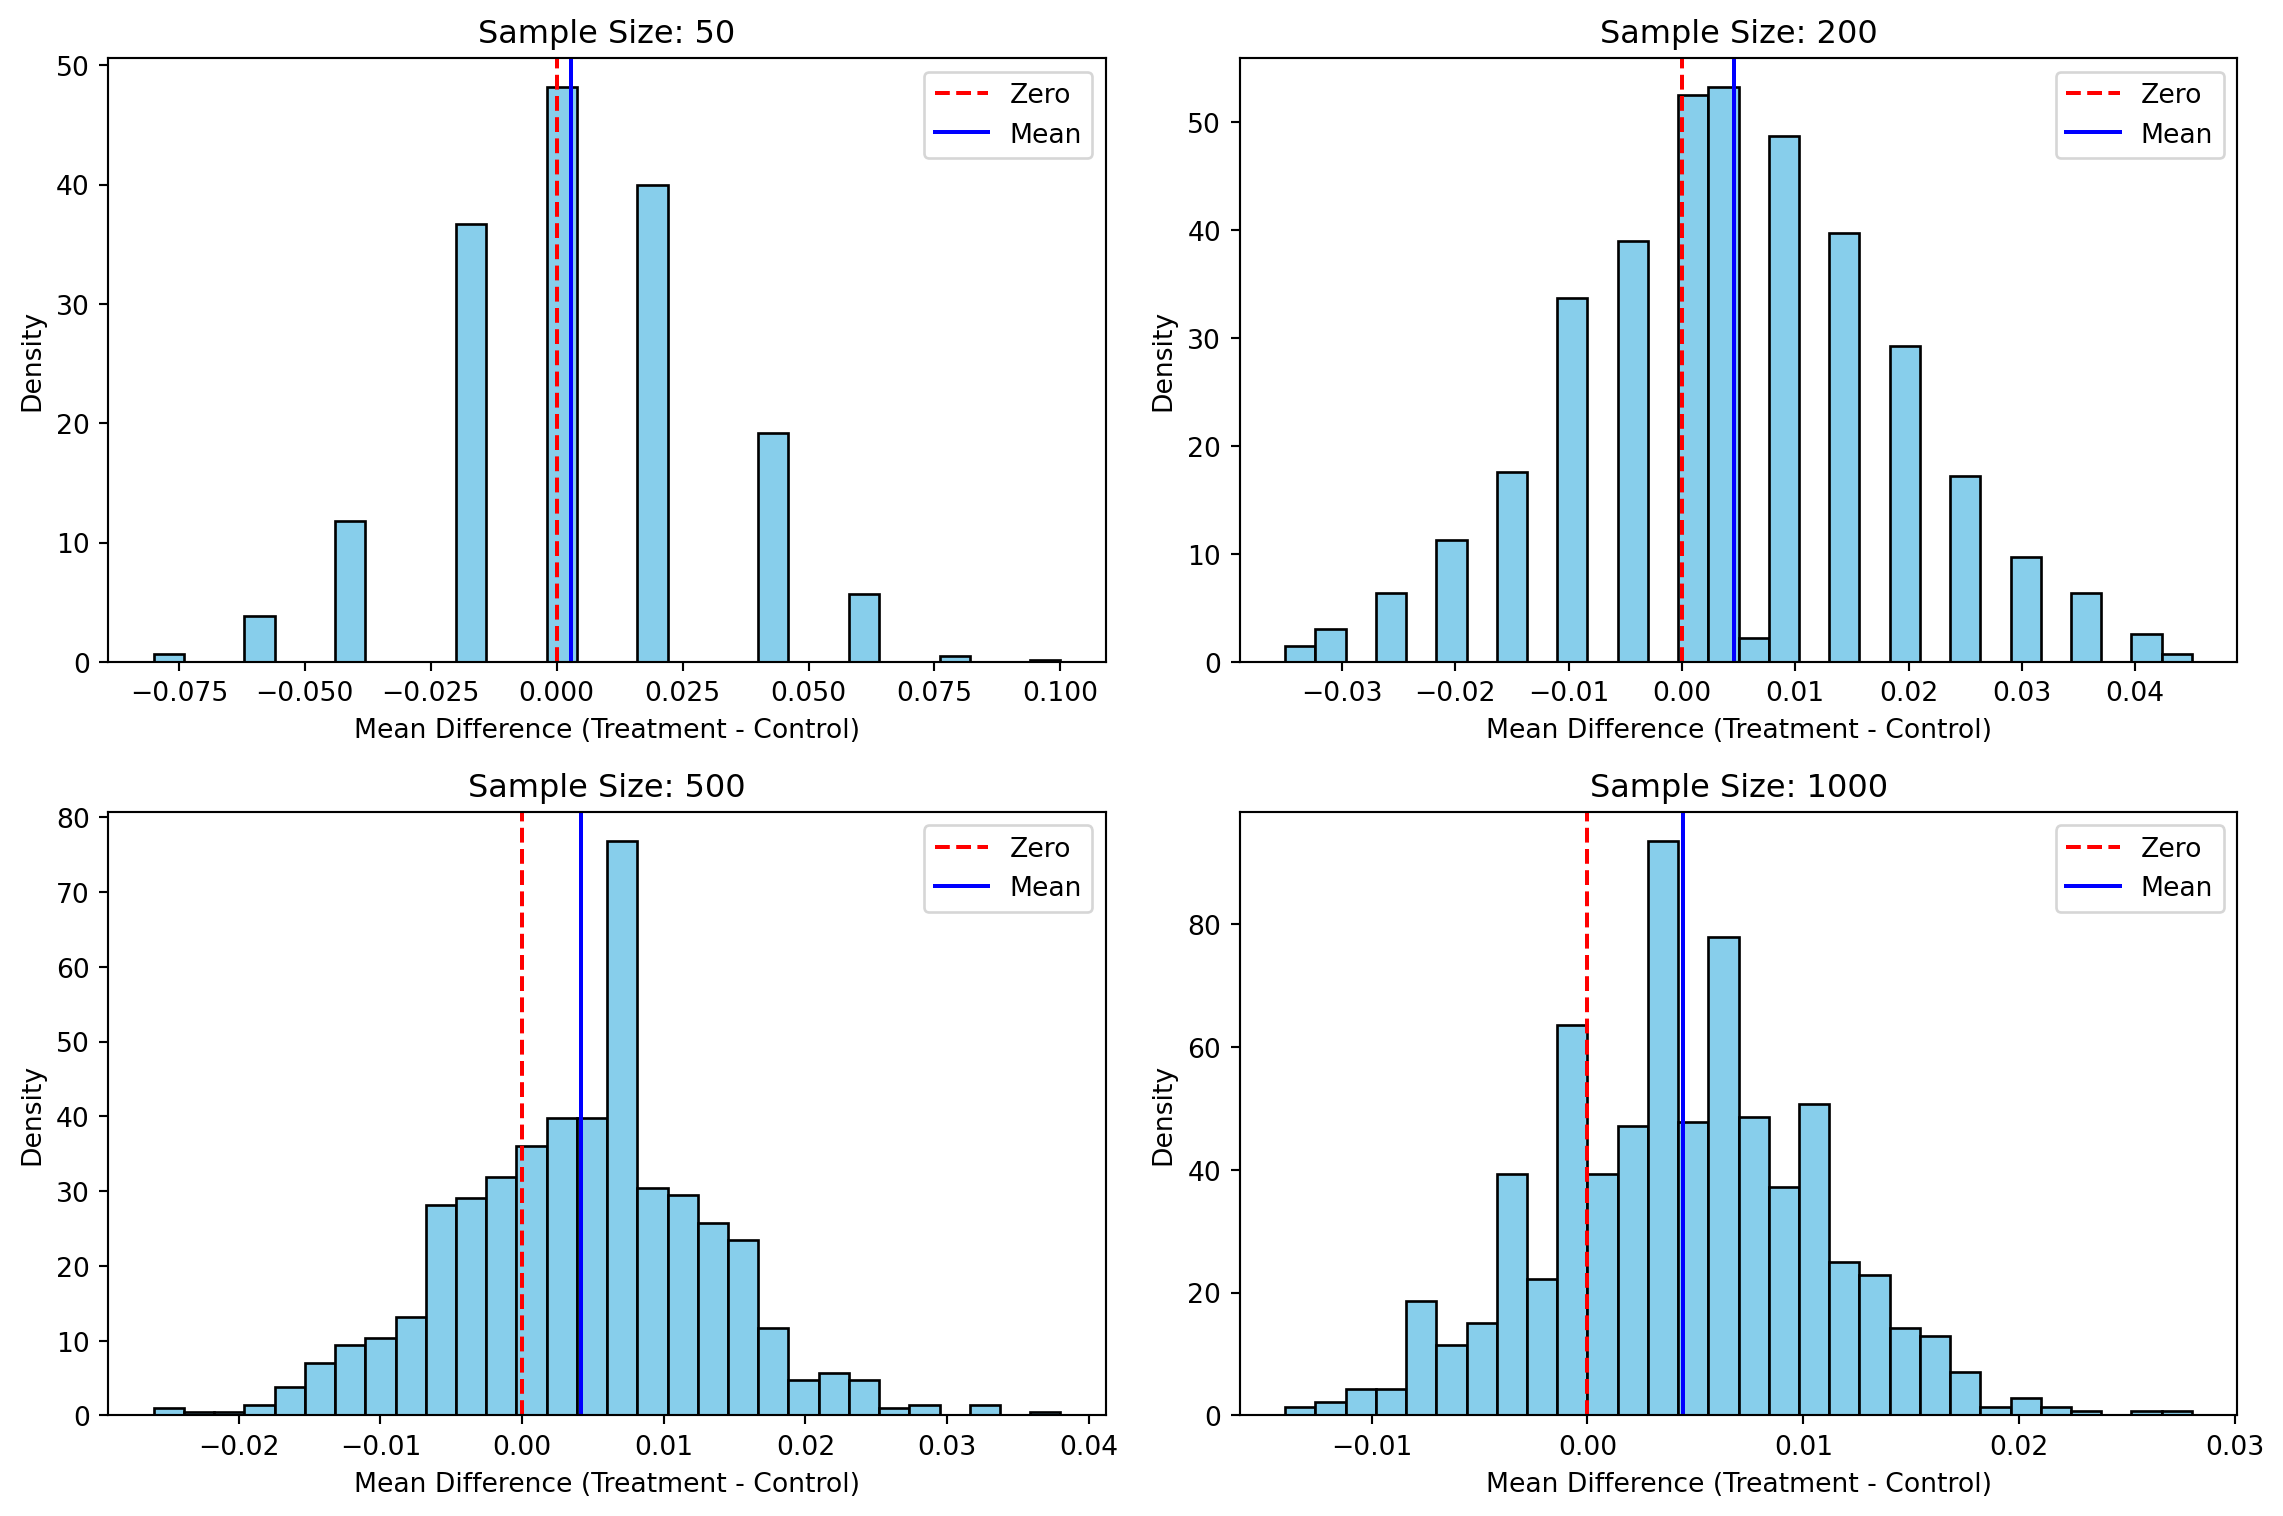 Sample Size: 50
50
40
30
20
10
0
Density
Zero
Mean
−0.075 −0.050 −0.025 0.000 0.025 0.050 0.075 0.100
Mean Difference (Treatment - Control)
Sample Size: 200
50
40
30
20
10
0
Density
Zero
Mean
−0.03 −0.02 −0.01 0.00 0.01 0.02 0.03 0.04
Mean Difference (Treatment - Control)
Sample Size: 500
80
70
60
50
40
30
20
10
0
Density
Zero
Mean
−0.02 −0.01 0.00 0.01 0.02 0.03 0.04
Mean Difference (Treatment - Control)
Sample Size: 1000
80
60
40
20
0
Density
Zero
Mean
−0.01 0.00 0.01 0.02 0.03
Mean Difference (Treatment - Control)